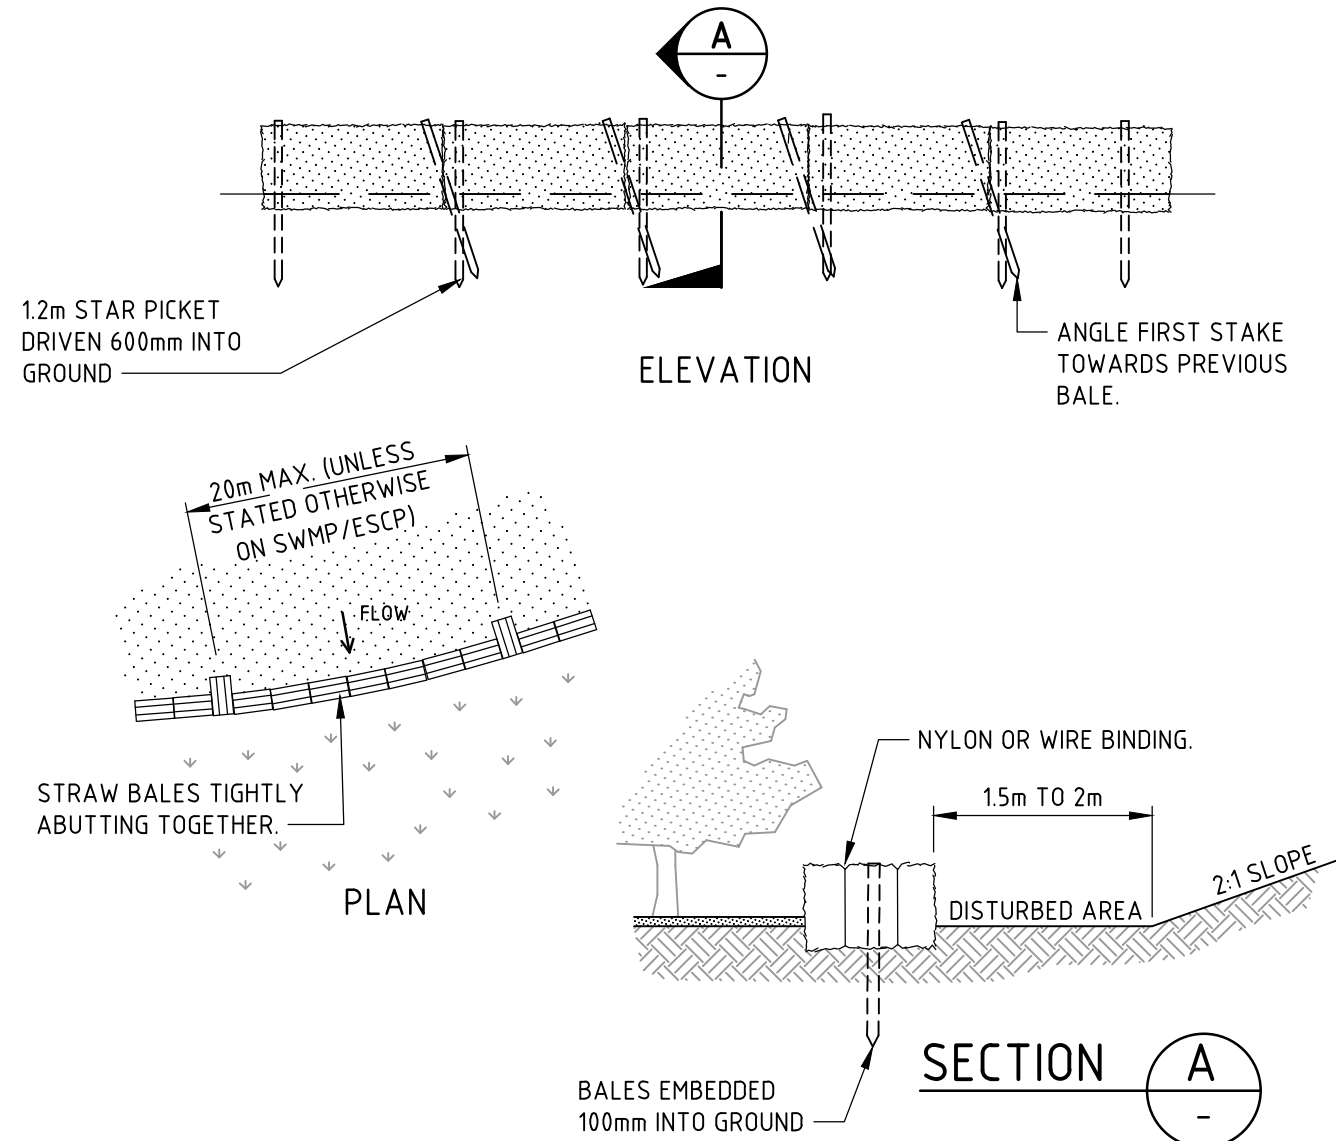 A
-
1.2m STAR PICKET
DRIVEN 600mm INTO
GROUND
ELEVATION
ANGLE FIRST STAKE
TOWARDS PREVIOUS
BALE.
20m MAX. (UNLESS
STATED OTHERWISE
ON SWMP/ESCP)
FLOW
STRAW BALES TIGHTLY
ABUTTING TOGETHER.
PLAN
NYLON OR WIRE BINDING.
1.5m TO 2m
2:1 SLOPE
DISTURBED AREA
BALES EMBEDDED
100mm INTO GROUND
SECTION
A
-